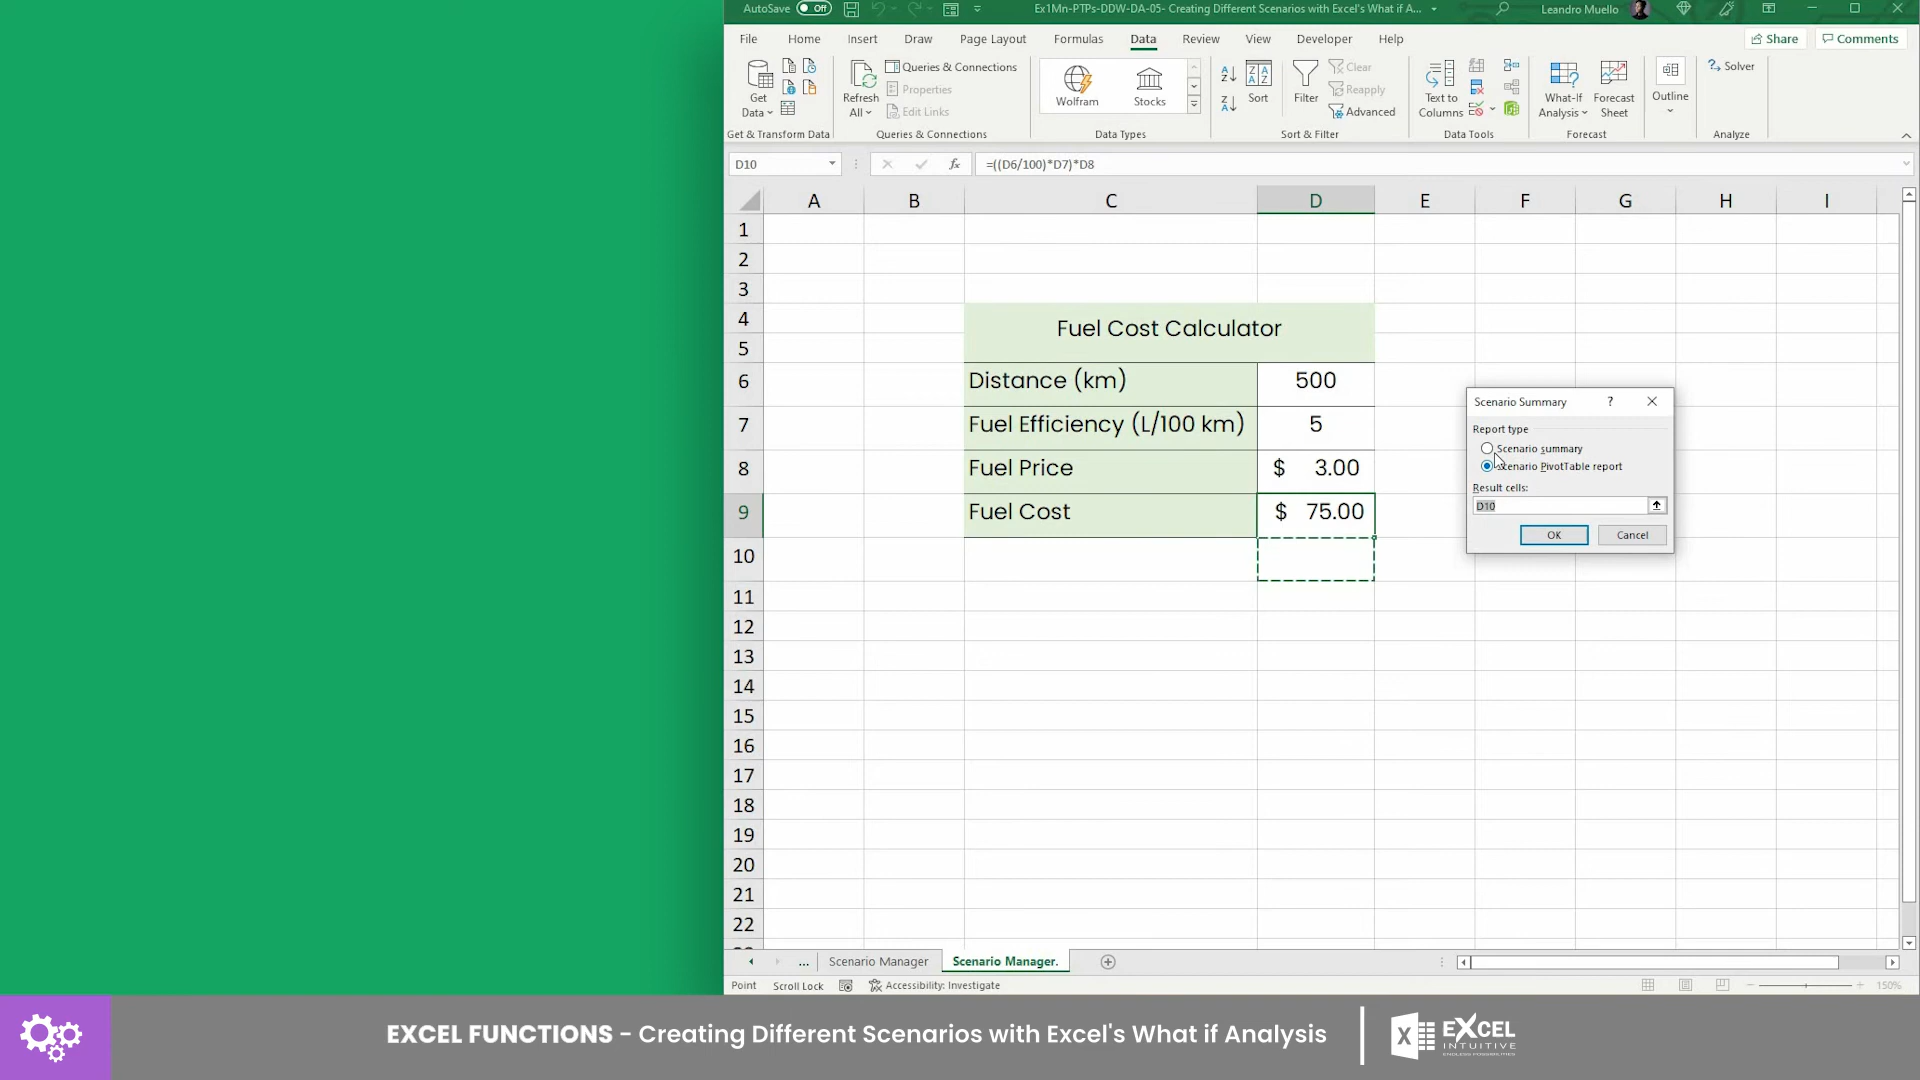 AutoSave Off Ex1Mn-PTPs-DDW-DA-05- Creating Different Scenarios with Excel's What if A... Leandro Muello
File Home Insert Draw Page Layout Formulas Data Review View Developer Help Share Comments
Get Data
Refresh All
Queries & Connections
Properties
Edit Links
Wolfram
Stocks
Sort
Filter
Clear
Reapply
Advanced
Text to Columns
What-If Analysis
Forecast Sheet
Outline
Solver
Get & Transform Data Queries & Connections Data Types Sort & Filter Data Tools Forecast Analyze
D10 fx =((D6/100)*D7)*D8
A B C D E F G H I
1
2
3
4
Fuel Cost Calculator
5
6 Distance (km) 500
7 Fuel Efficiency (L/100 km) 5
8 Fuel Price $ 3.00
9 Fuel Cost $ 75.00
10
11
12
13
14
15
16
17
18
19
20
21
22
Scenario Summary ?
Report type
Scenario summary
Scenario PivotTable report
Result cells:
D10
OK Cancel
... Scenario Manager Scenario Manager.
Point Scroll Lock Accessibility: Investigate 150%
EXCEL FUNCTIONS - Creating Different Scenarios with Excel's What if Analysis
X EXCEL
INTUITIVE
ENDLESS POSSIBILITIES